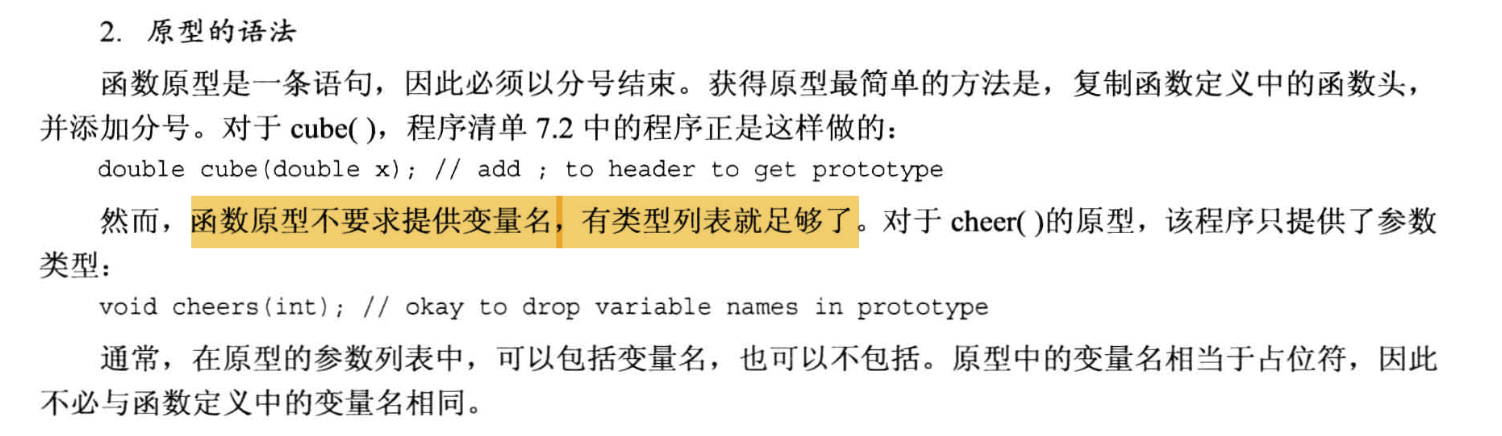 2. 原型的语法
函数原型是一条语句，因此必须以分号结束。获得原型最简单的方法是，复制函数定义中的函数头，
并添加分号。对于 cube( )，程序清单 7.2 中的程序正是这样做的：
double cube(double x); // add ; to header to get prototype
然而，函数原型不要求提供变量名，有类型列表就足够了。对于 cheer( )的原型，该程序只提供了参数
类型：
void cheers(int); // okay to drop variable names in prototype
通常，在原型的参数列表中，可以包括变量名，也可以不包括。原型中的变量名相当于占位符，因此
不必与函数定义中的变量名相同。